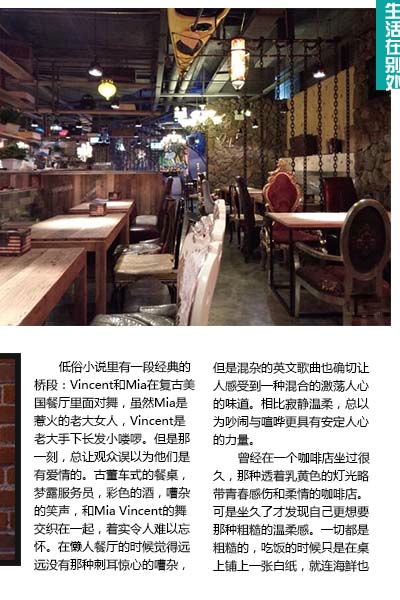 生活在别处
低俗小说里有一段经典的
桥段：Vincent和Mia在复古美
国餐厅里面对舞，虽然Mia是
惹火的老大女人，Vincent是
老大手下长发小喽啰。但是那
一刻，总让观众误以为他们是
有爱情的。古董车式的餐桌，
梦露服务员，彩色的酒，嘈杂
的笑声，和Mia Vincent的舞
交织在一起，着实令人难以忘
怀。在懒人餐厅的时候觉得远
远没有那种刺耳惊心的嘈杂，
但是混杂的英文歌曲也确切让
人感受到一种混合的激荡人心
的味道。相比寂静温柔，总以
为吵闹与喧哗更具有安定人心
的力量。
曾经在一个咖啡店坐过很
久，那种透着乳黄色的灯光略
带青春感伤和柔情的咖啡店。
可是坐久了才发现自己更想要
那种粗糙的温柔感。一切都是
粗糙的，吃饭的时候只是在桌
上铺上一张白纸，就连海鲜也